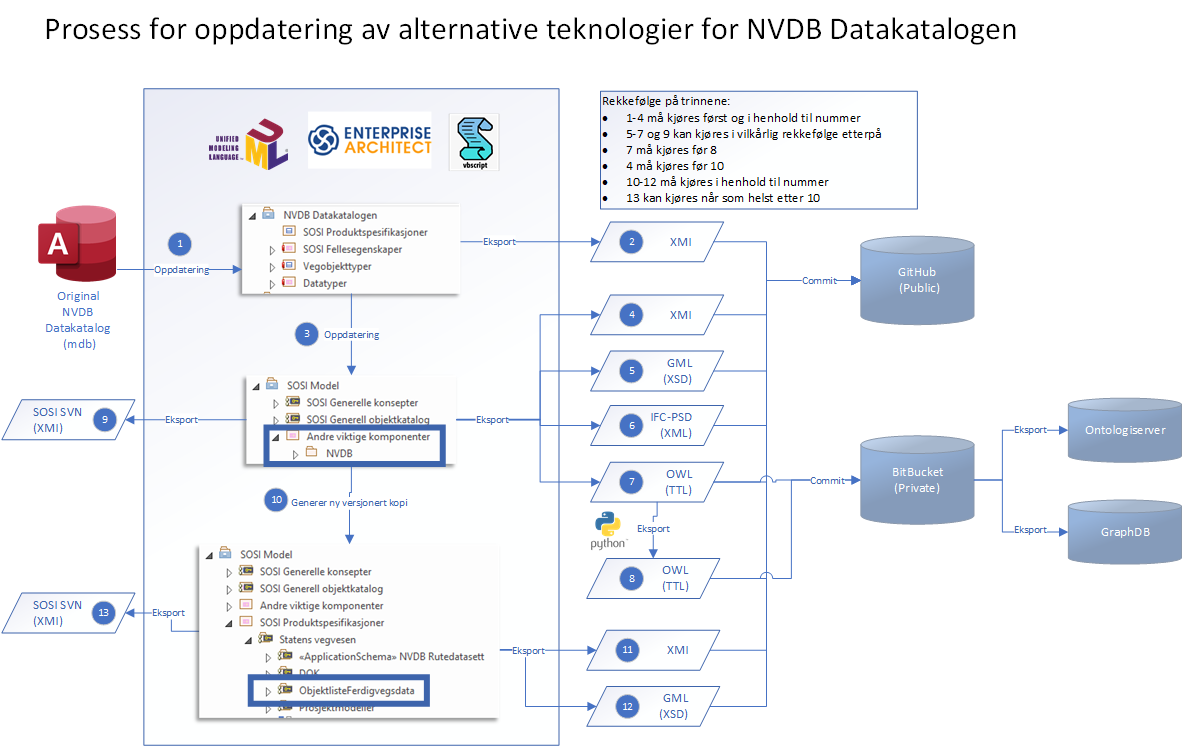 Prosess for oppdatering av alternative teknologier for NVDB Datakatalogen
UNIFIED
MODELING
LANGUAGE
UML
ENTERPRISE
ARCHITECT
vbscript
Rekkefølge på trinnene:
• 1-4 må kjøres først og i henhold til nummer
• 5-7 og 9 kan kjøres i vilkårlig rekkefølge etterpå
• 7 må kjøres før 8
• 4 må kjøres før 10
• 10-12 må kjøres i henhold til nummer
• 13 kan kjøres når som helst etter 10
A
Original
NVDB
Datakatalog
(mdb)
1
Oppdatering
NVDB Datakatalogen
SOSI Produktspesifikasjoner
SOSI Fellesegenskaper
Vegobjekttyper
Datatyper
Eksport
2 XMI
Commit
GitHub
(Public)
3 Oppdatering
4 XMI
5 GML
(XSD)
SOSI Model
SOSI Generelle konsepter
SOSI Generell objektkatalog
Andre viktige komponenter
NVDB
SOSI SVN
(XMI)
9
Eksport
Eksport
6 IFC-PSD
(XML)
7 OWL
(TTL)
python
Eksport
8 OWL
(TTL)
Commit
BitBucket
(Private)
Eksport
Ontologiserver
Eksport
GraphDB
10 Generer ny versjonert kopi
SOSI Model
SOSI Generelle konsepter
SOSI Generell objektkatalog
Andre viktige komponenter
SOSI Produktspesifikasjoner
Statens vegvesen
«ApplicationSchema» NVDB Rutedatasett
DOK
ObjektlisteFerdigvegsdata
Prosjektmodeller
SOSI SVN
(XMI)
13
Eksport
Eksport
11 XMI
12 GML
(XSD)